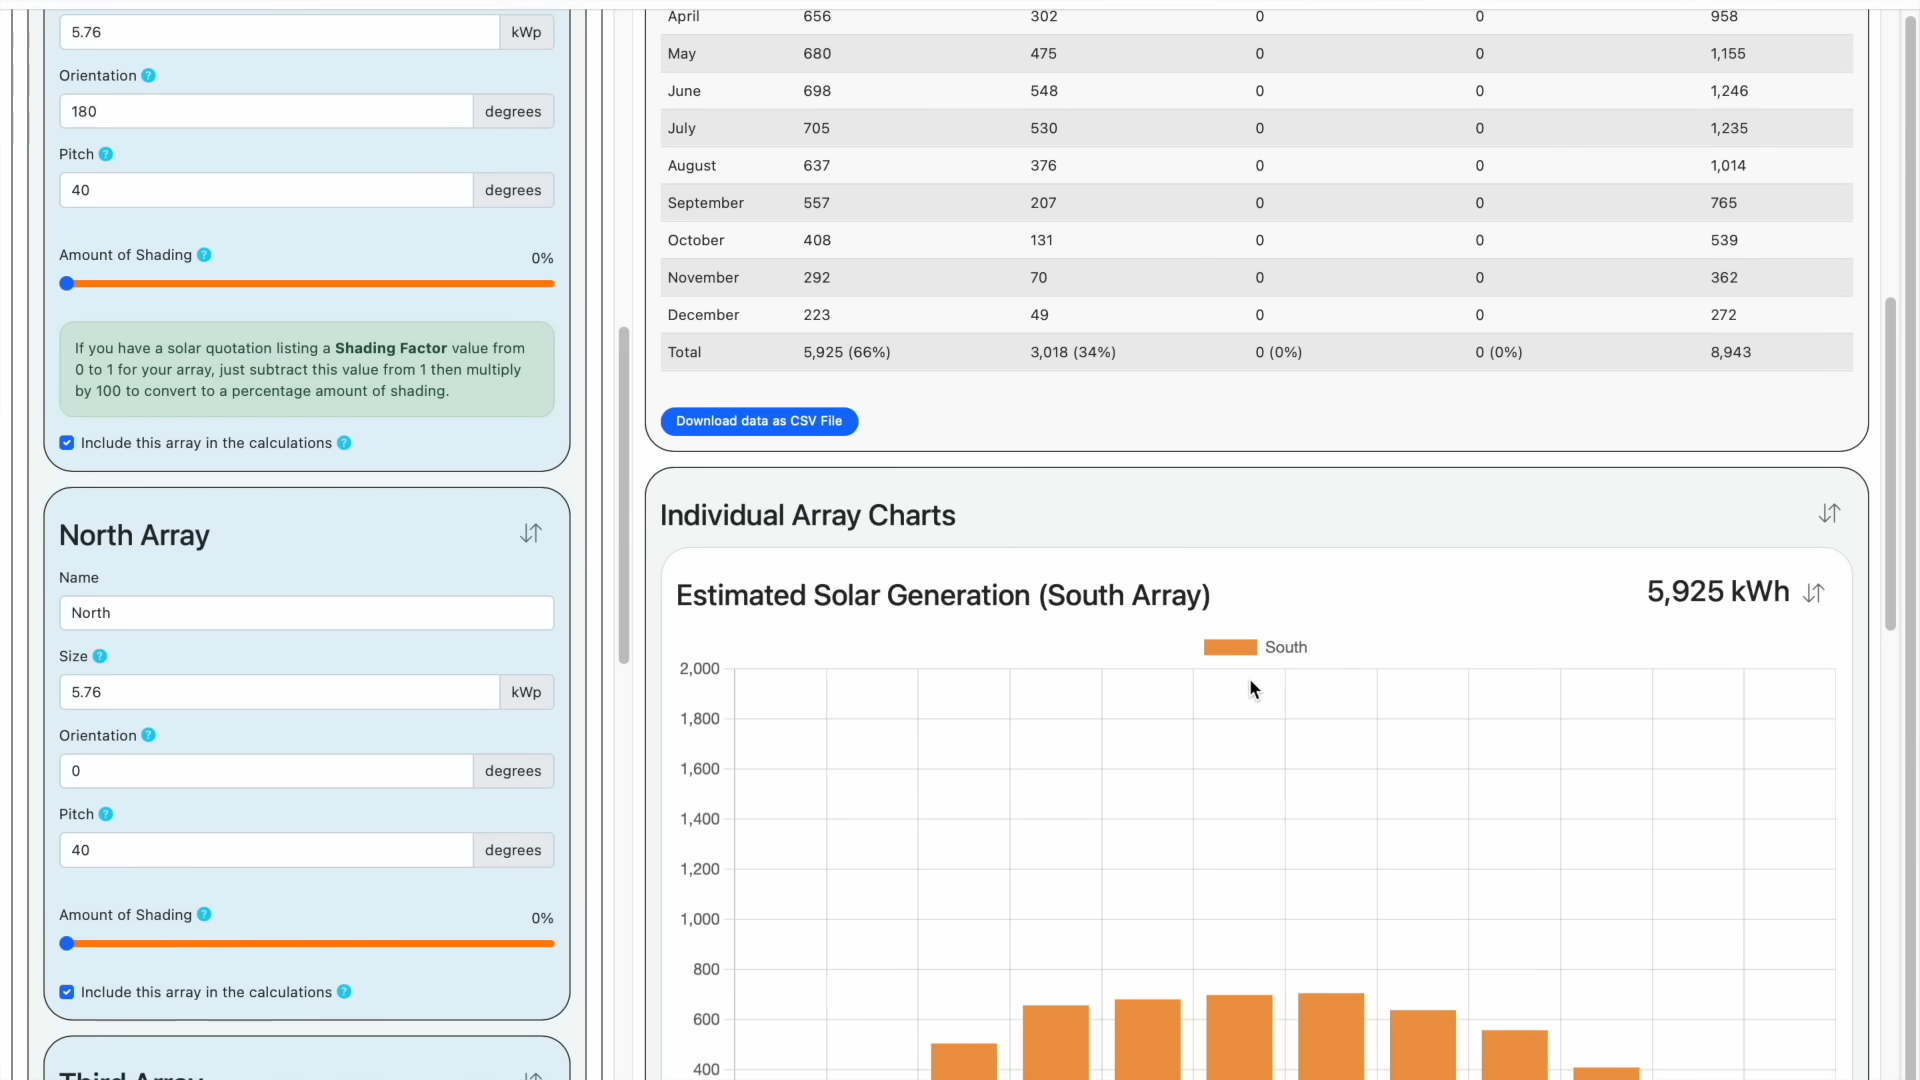 5.76 kWp
Orientation ?
180 degrees
Pitch ?
40 degrees
Amount of Shading ? 0%
If you have a solar quotation listing a Shading Factor value from
0 to 1 for your array, just subtract this value from 1 then multiply
by 100 to convert to a percentage amount of shading.
Include this array in the calculations ?
North Array
Name
North
Size ?
5.76 kWp
Orientation ?
0 degrees
Pitch ?
40 degrees
Amount of Shading ? 0%
Include this array in the calculations ?
Third Array
April 656 302 0 0 958
May 680 475 0 0 1,155
June 698 548 0 0 1,246
July 705 530 0 0 1,235
August 637 376 0 0 1,014
September 557 207 0 0 765
October 408 131 0 0 539
November 292 70 0 0 362
December 223 49 0 0 272
Total 5,925 (66%) 3,018 (34%) 0 (0%) 0 (0%) 8,943
Download data as CSV File
Individual Array Charts
Estimated Solar Generation (South Array) 5,925 kWh
South
2,000
1,800
1,600
1,400
1,200
1,000
800
600
400